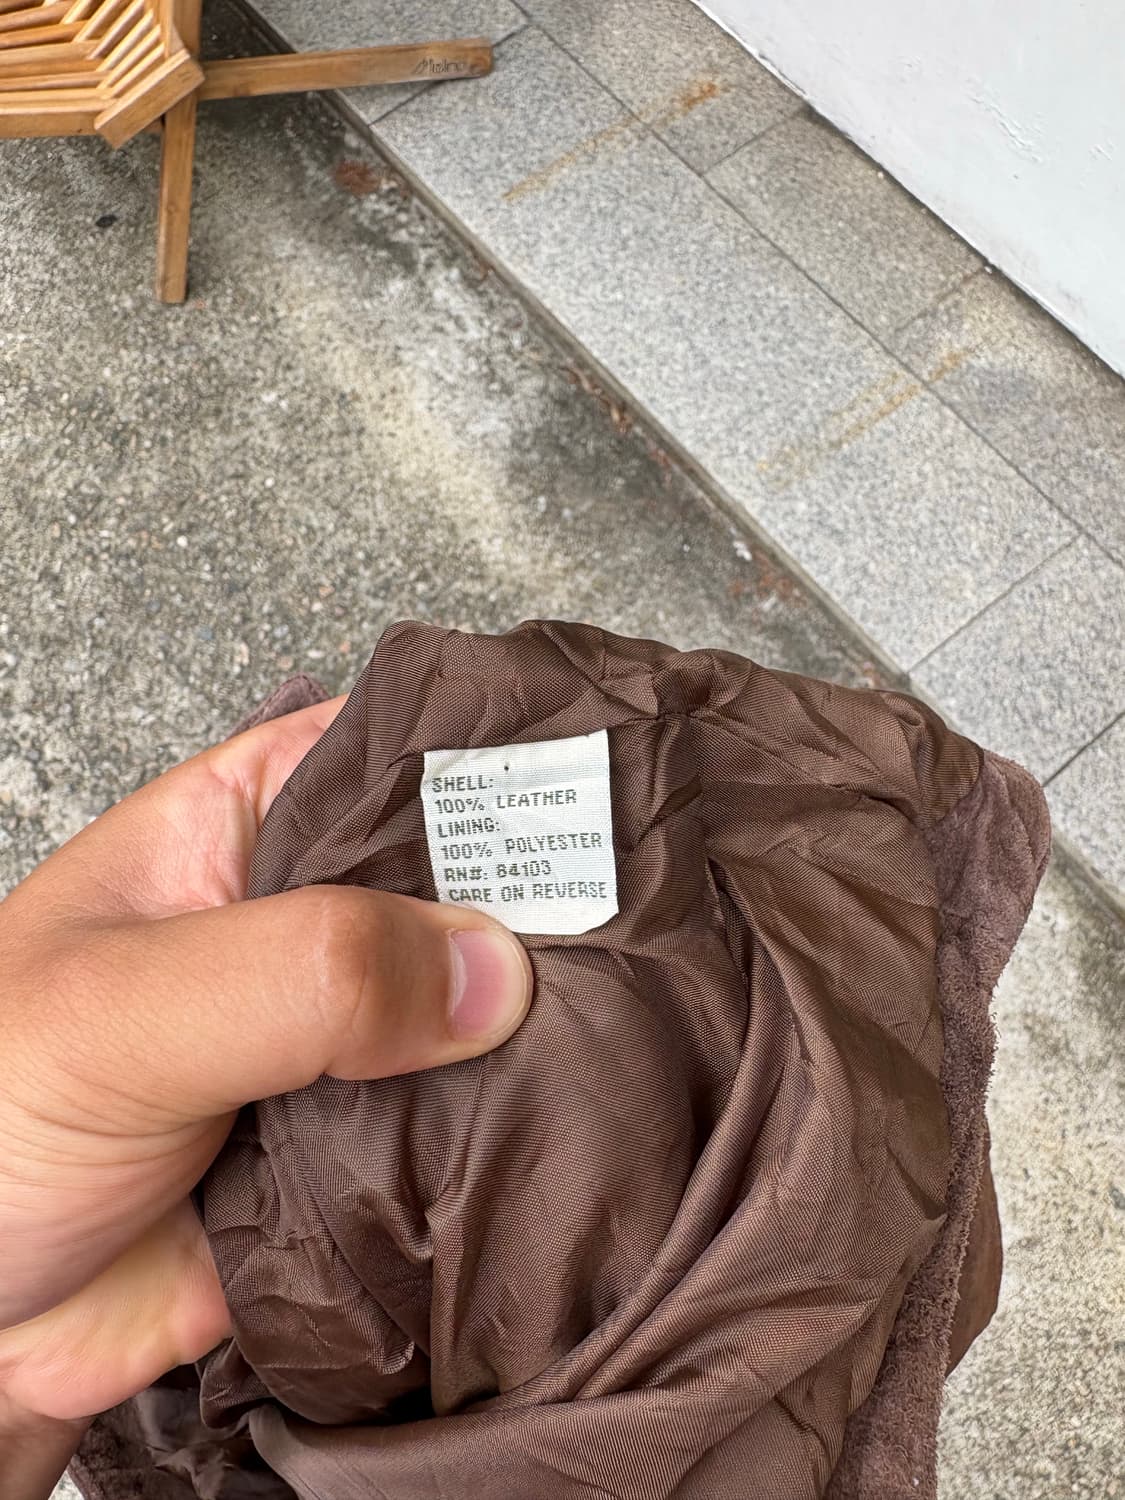 SHELL:
100% LEATHER
LINING:
100% POLYESTER
RN#: 84103
CARE ON REVERSE